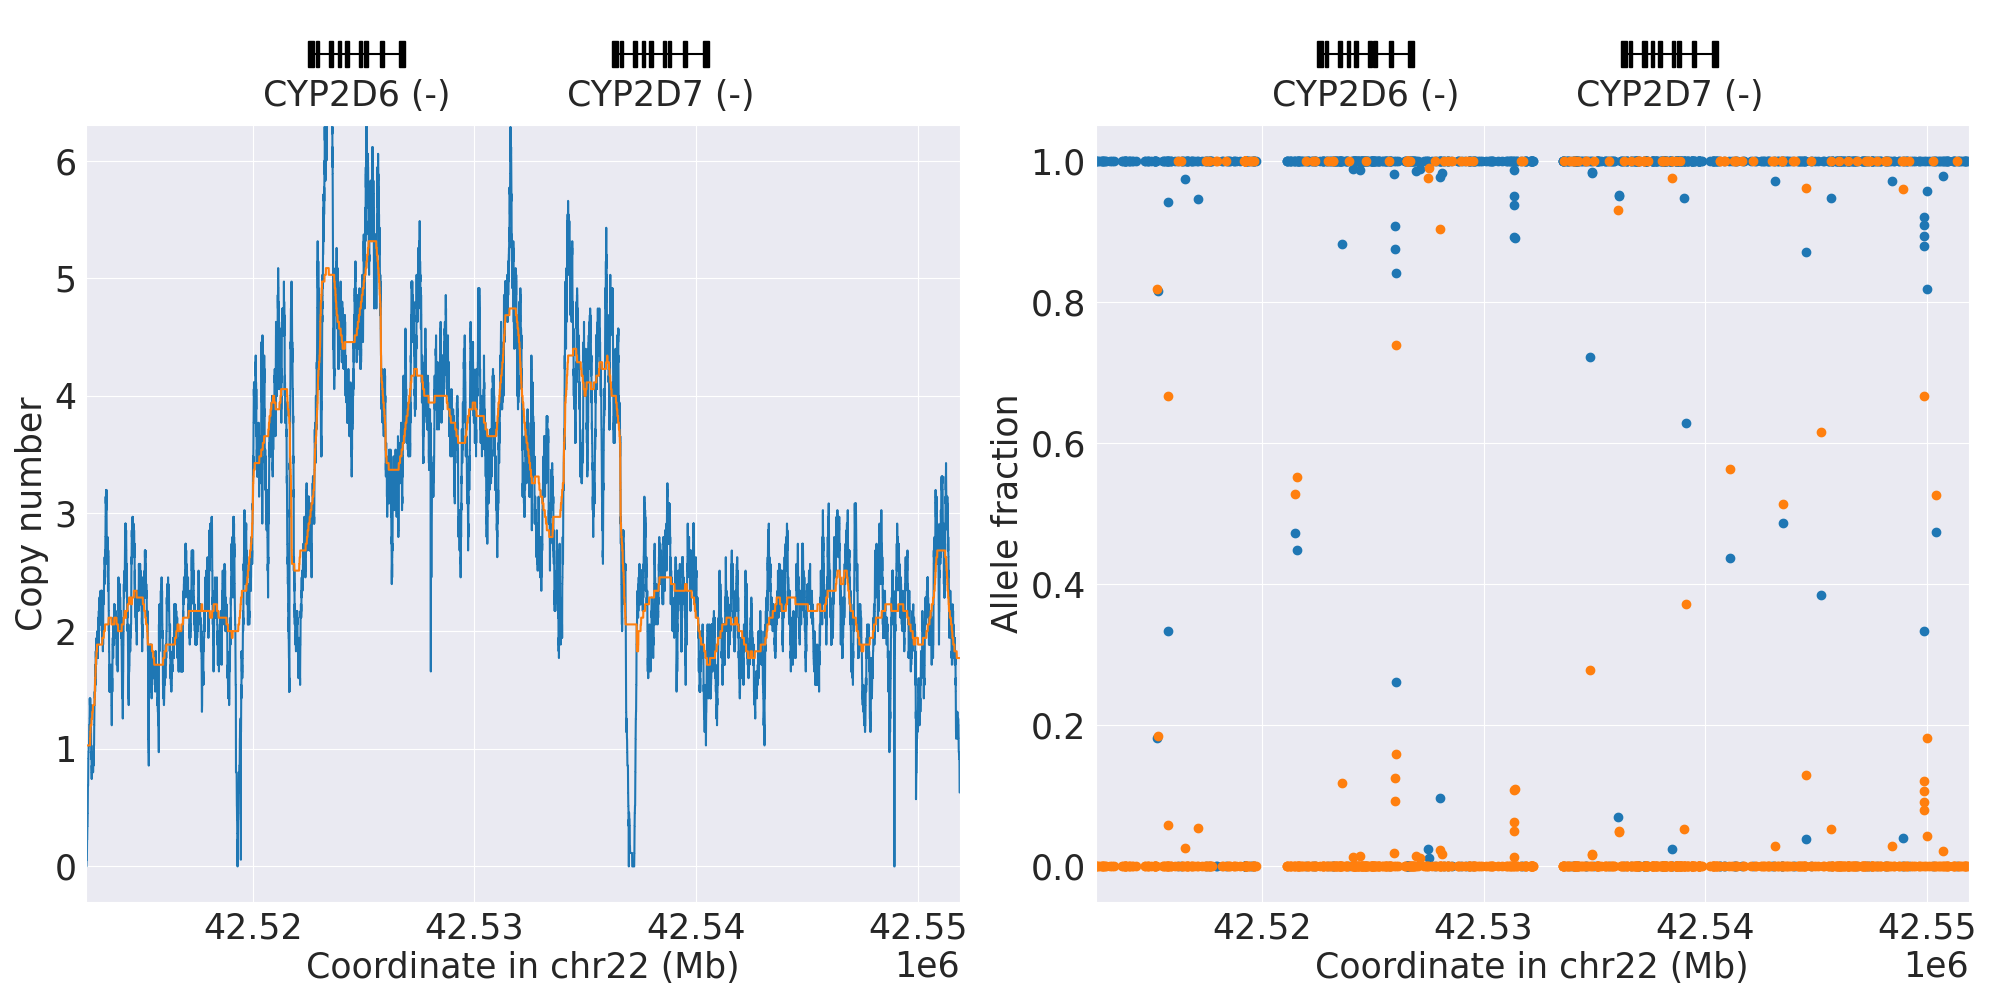 CYP2D6 (-) CYP2D7 (-)
6
5
4
3
2
1
0
Copy number
42.52 42.53 42.54 42.55
Coordinate in chr22 (Mb) 1e6
CYP2D6 (-) CYP2D7 (-)
1.0
0.8
0.6
0.4
0.2
0.0
Allele fraction
42.52 42.53 42.54 42.55
Coordinate in chr22 (Mb) 1e6